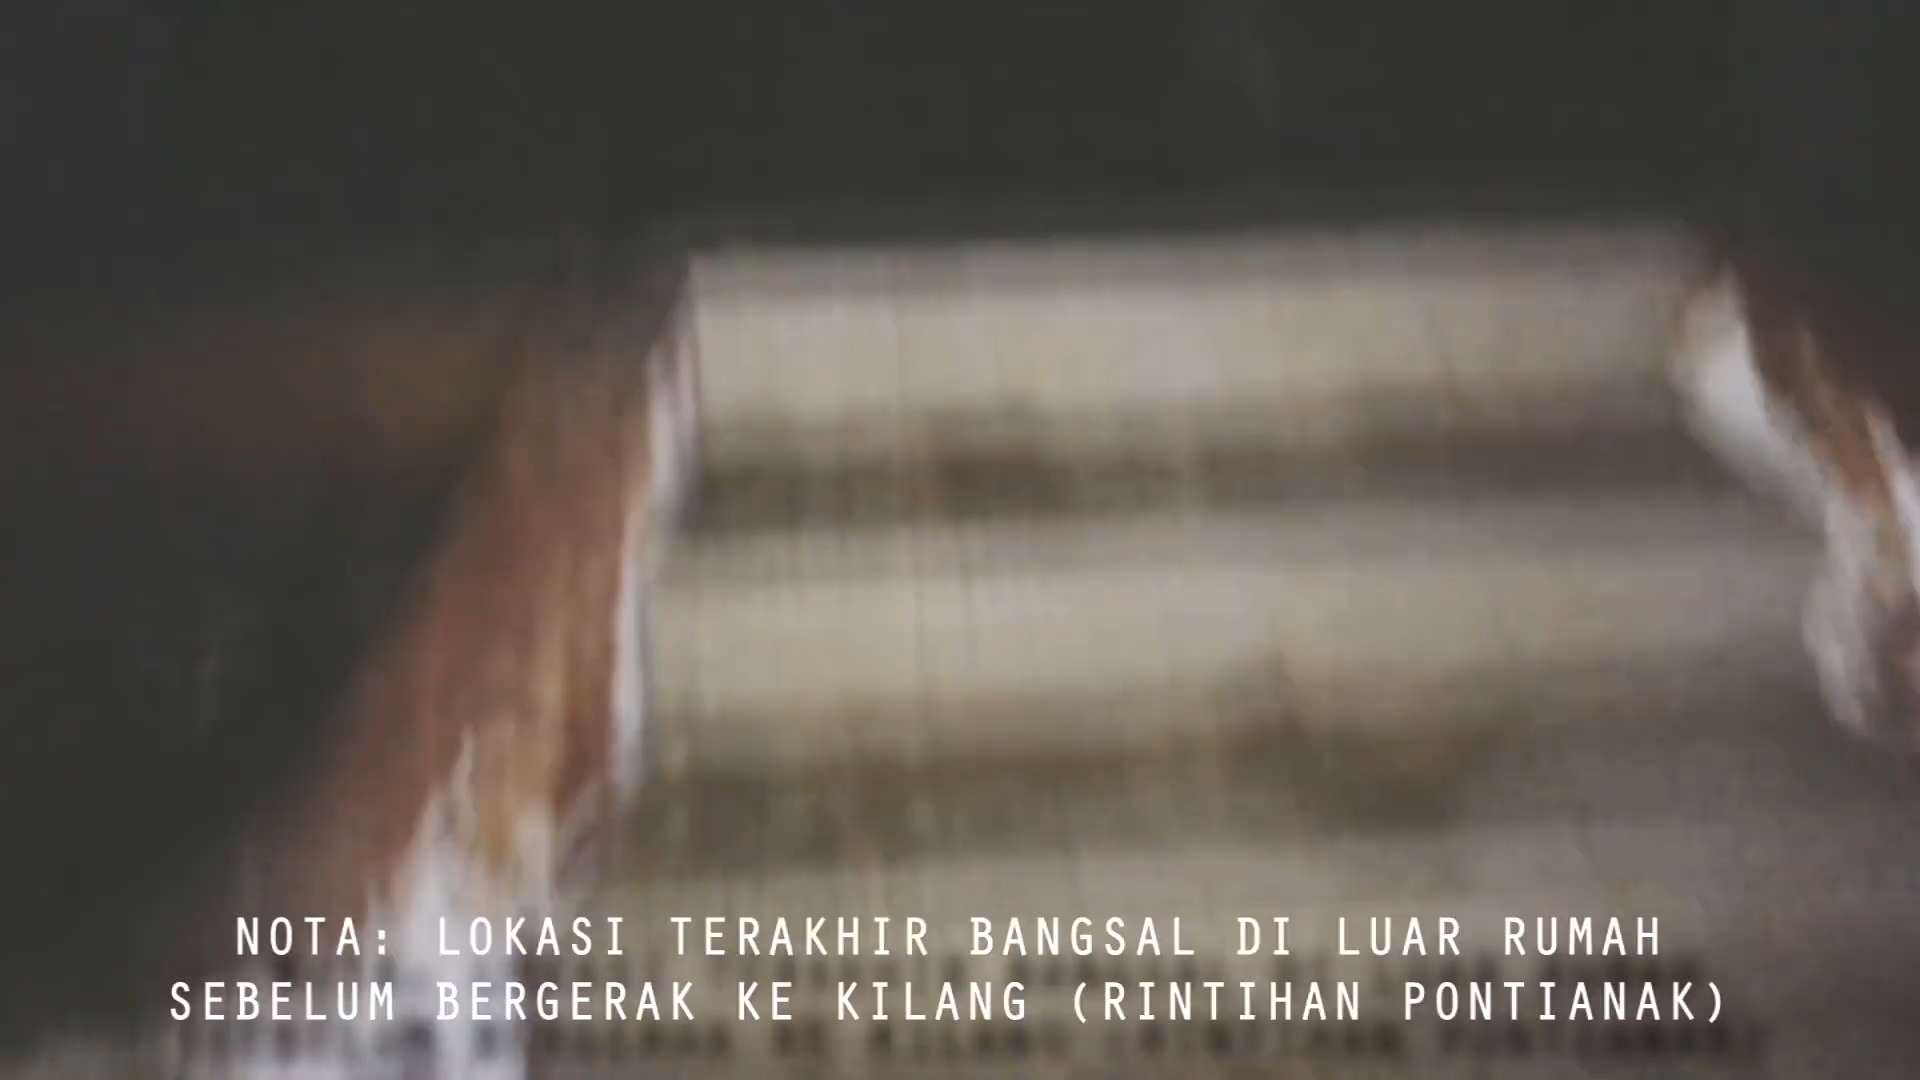 NOTA: LOKASI TERAKHIR BANGSAL DI LUAR RUMAH
SEBELUM BERGERAK KE KILANG (RINTIHAN PONTIANAK)